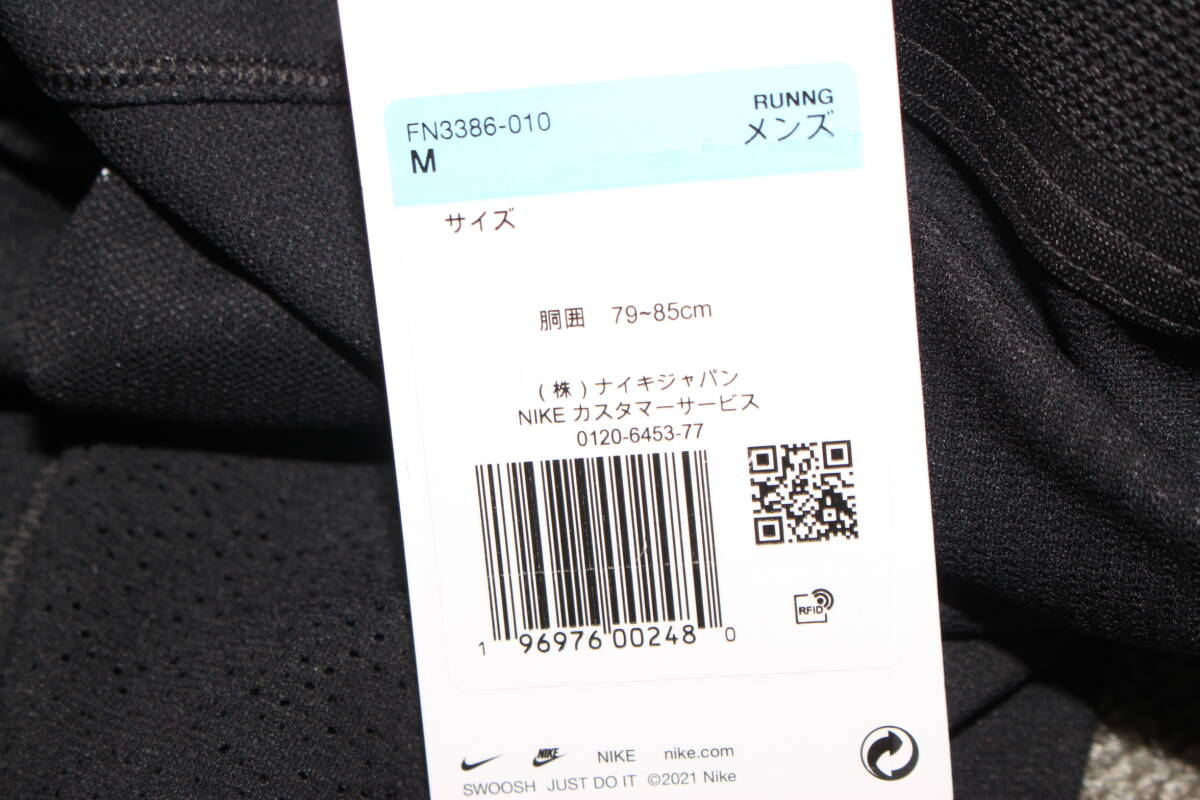 FN3386-010
M
RUNNG
メンズ
サイズ
胴囲 79~85cm
(株)ナイキジャパン
NIKE カスタマーサービス
0120-6453-77
1 96976 00248 0
RFID
NIKE NIKE nike.com
SWOOSH JUST DO IT ©2021 Nike